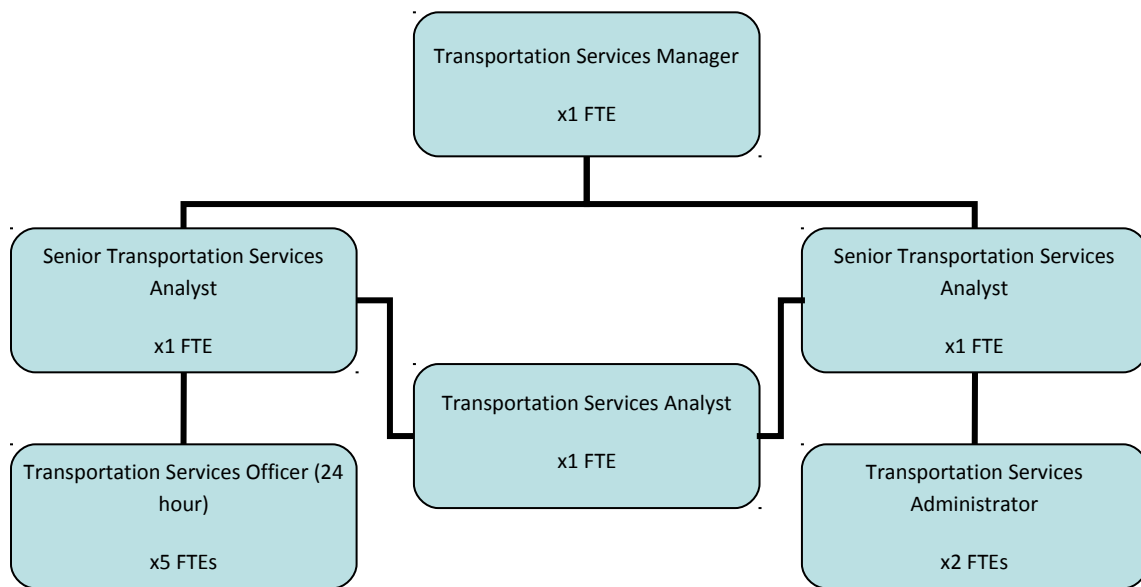 Transportation Services Manager
x1 FTE
Senior Transportation Services
Analyst
x1 FTE
Senior Transportation Services
Analyst
x1 FTE
Transportation Services Analyst
x1 FTE
Transportation Services Officer (24
hour)
x5 FTEs
Transportation Services
Administrator
x2 FTEs